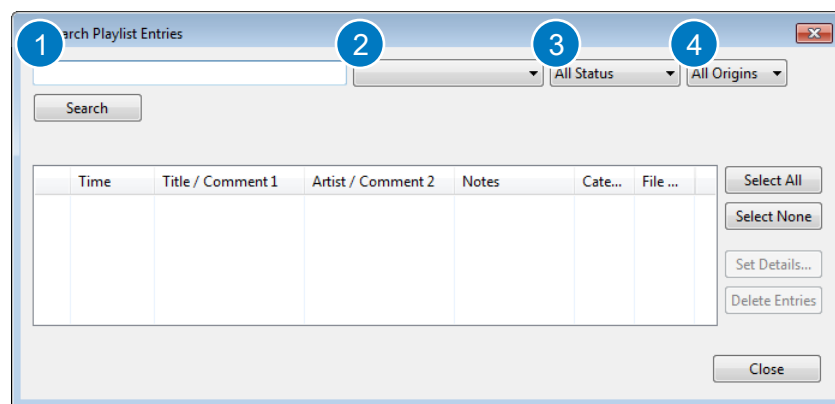 1 arch Playlist Entries 2 3 4
All Status All Origins
Search
Time Title / Comment 1 Artist / Comment 2 Notes Cate... File ... Select All
Select None
Set Details...
Delete Entries
Close